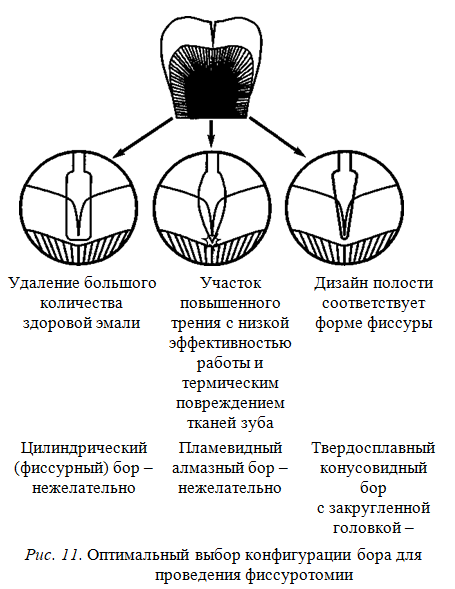 Удаление большого
количества
здоровой эмали
Участок
повышенного
трения с низкой
эффективностью
работы и
термическим
повреждением
тканей зуба
Дизайн полости
соответствует
форме фиссуры
Цилиндрический
(фиссурный) бор –
нежелательно
Пламевидный
алмазный бор –
нежелательно
Твердосплавный
конусовидный
бор
с закругленной
головкой –
Рис. 11. Оптимальный выбор конфигурации бора для
проведения фиссуротомии